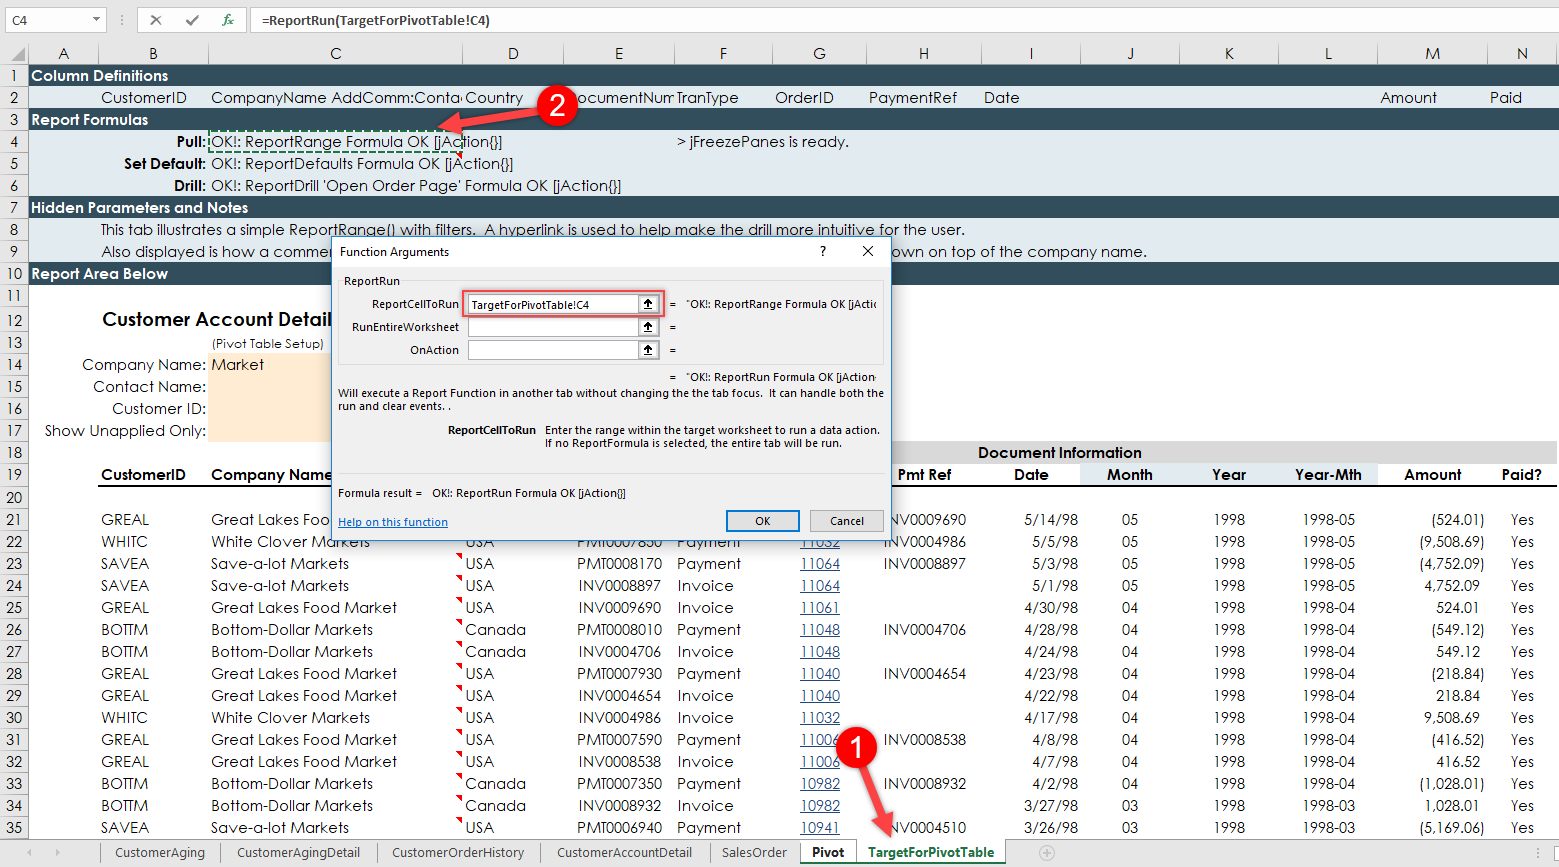 C4 fx =ReportRun(TargetForPivotTable!C4)
A B C D E F G H I J K L M N
1 Column Definitions
2 CustomerID CompanyName AddComm:Conta Country ocumentNum TranType OrderID PaymentRef Date Amount Paid
3 Report Formulas
2
4 Pull: OK!: ReportRange Formula OK [jAction{}] > jFreezePanes is ready.
5 Set Default: OK!: ReportDefaults Formula OK [jAction{}]
6 Drill: OK!: ReportDrill 'Open Order Page' Formula OK [jAction{}]
7 Hidden Parameters and Notes
8 This tab illustrates a simple ReportRange() with filters. A hyperlink is used to help make the drill more intuitive for the user.
9 Also displayed is how a comme own on top of the company name.
10 Report Area Below
11
12 Customer Account Detail
13 (Pivot Table Setup)
14 Company Name: Market
15 Contact Name:
16 Customer ID:
17 Show Unapplied Only:
Function Arguments ?
ReportRun
ReportCellToRun TargetForPivotTable!C4 = "OK!: ReportRange Formula OK [jActic
RunEntireWorksheet =
OnAction =
= "OK!: ReportRun Formula OK [jAction
Will execute a Report Function in another tab without changing the the tab focus. It can handle both the
run and clear events. .
ReportCellToRun Enter the range within the target worksheet to run a data action.
If no ReportFormula is selected, the entire tab will be run.
Formula result = OK!: ReportRun Formula OK [jAction{}]
Help on this function OK Cancel
18 Document Information
19 CustomerID Company Name Pmt Ref Date Month Year Year-Mth Amount Paid?
20
21 GREAL Great Lakes Foo NV0009690 5/14/98 05 1998 1998-05 (524.01) Yes
22 WHITC White Clover Markets USA PMT0007850 Payment 11032 INV0004986 5/5/98 05 1998 1998-05 (9,508.69) Yes
23 SAVEA Save-a-lot Markets USA PMT0008170 Payment 11064 INV0008897 5/3/98 05 1998 1998-05 (4,752.09) Yes
24 SAVEA Save-a-lot Markets USA INV0008897 Invoice 11064 5/1/98 05 1998 1998-05 4,752.09 Yes
25 GREAL Great Lakes Food Market USA INV0009690 Invoice 11061 4/30/98 04 1998 1998-04 524.01 Yes
26 BOTTM Bottom-Dollar Markets Canada PMT0008010 Payment 11048 INV0004706 4/28/98 04 1998 1998-04 (549.12) Yes
27 BOTTM Bottom-Dollar Markets Canada INV0004706 Invoice 11048 4/24/98 04 1998 1998-04 549.12 Yes
28 GREAL Great Lakes Food Market USA PMT0007930 Payment 11040 INV0004654 4/23/98 04 1998 1998-04 (218.84) Yes
29 GREAL Great Lakes Food Market USA INV0004654 Invoice 11040 4/22/98 04 1998 1998-04 218.84 Yes
30 WHITC White Clover Markets USA INV0004986 Invoice 11032 4/17/98 04 1998 1998-04 9,508.69 Yes
31 GREAL Great Lakes Food Market USA PMT0007590 Payment 11006 INV0008538 4/8/98 04 1998 1998-04 (416.52) Yes
1
32 GREAL Great Lakes Food Market USA INV0008538 Invoice 11006 4/7/98 04 1998 1998-04 416.52 Yes
33 BOTTM Bottom-Dollar Markets Canada PMT0007350 Payment 10982 INV0008932 4/2/98 04 1998 1998-04 (1,028.01) Yes
34 BOTTM Bottom-Dollar Markets Canada INV0008932 Invoice 10982 3/27/98 03 1998 1998-03 1,028.01 Yes
35 SAVEA Save-a-lot Markets USA PMT0006940 Payment 10941 NV0004510 3/26/98 03 1998 1998-03 (5,169.06) Yes
CustomerAging CustomerAgingDetail CustomerOrderHistory CustomerAccountDetail SalesOrder Pivot TargetForPivotTable